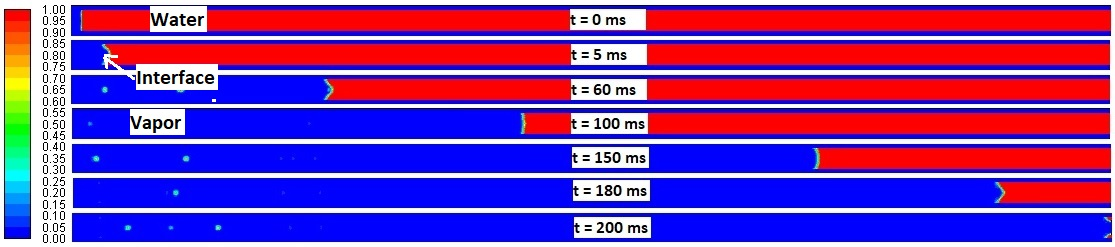 1.00
0.95
0.90
0.85
0.80
0.75
0.70
0.65
0.60
0.55
0.50
0.45
0.40
0.35
0.30
0.25
0.20
0.15
0.10
0.05
0.00
Water
t = 0 ms
t = 5 ms
Interface
t = 60 ms
Vapor
t = 100 ms
t = 150 ms
t = 180 ms
t = 200 ms